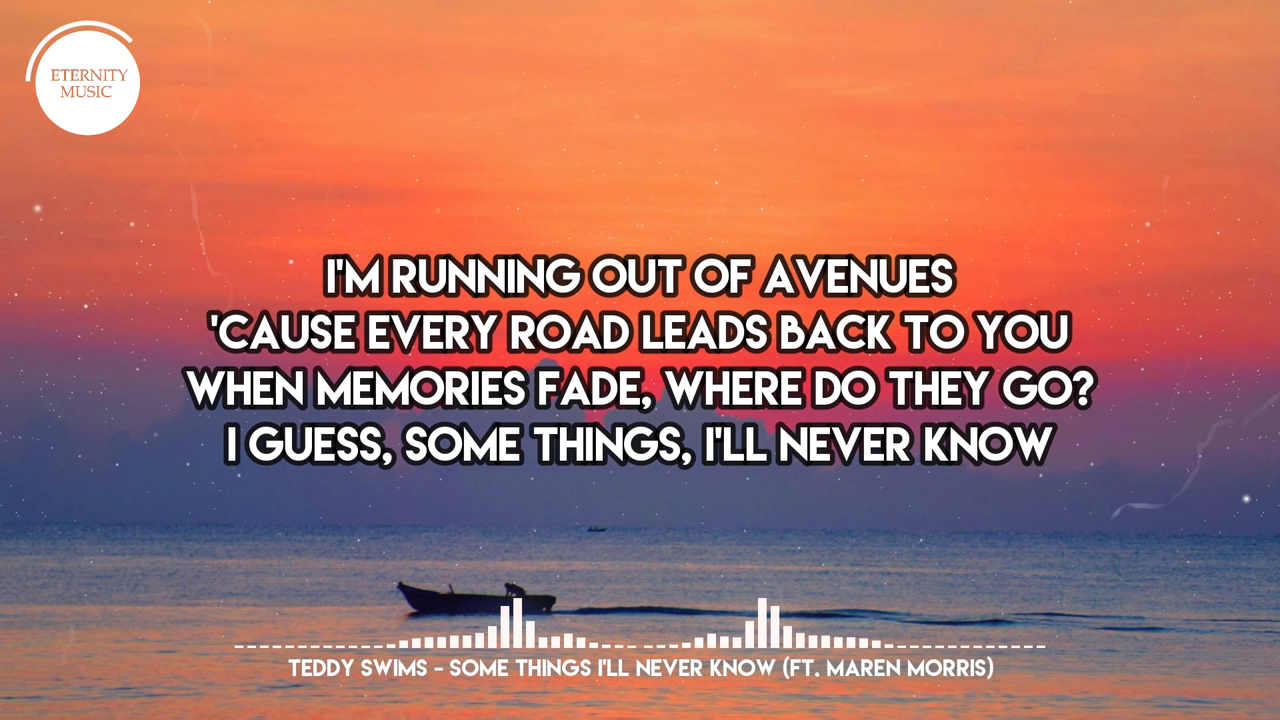 ETERNITY
MUSIC
I'M RUNNING OUT OF AVENUES
'CAUSE EVERY ROAD LEADS BACK TO YOU
WHEN MEMORIES FADE, WHERE DO THEY GO?
I GUESS, SOME THINGS, I'LL NEVER KNOW
TEDDY SWIMS - SOME THINGS I'LL NEVER KNOW (FT. MAREN MORRIS)